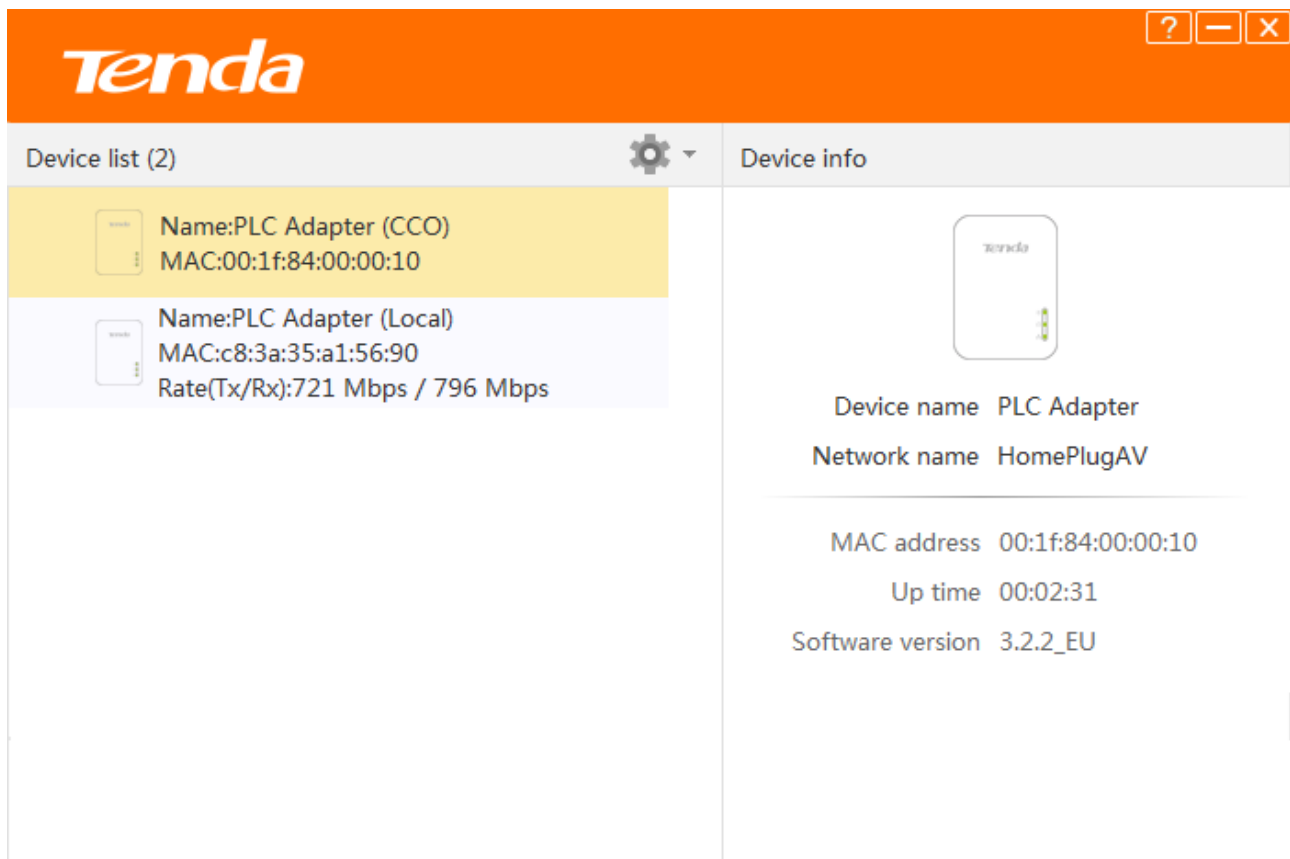 Tenda
?
Device list (2)
Device info
Name:PLC Adapter (CCO)
MAC:00:1f:84:00:00:10
Name:PLC Adapter (Local)
MAC:c8:3a:35:a1:56:90
Rate(Tx/Rx):721 Mbps / 796 Mbps
Tenda
Device name PLC Adapter
Network name HomePlugAV
MAC address 00:1f:84:00:00:10
Up time 00:02:31
Software version 3.2.2_EU